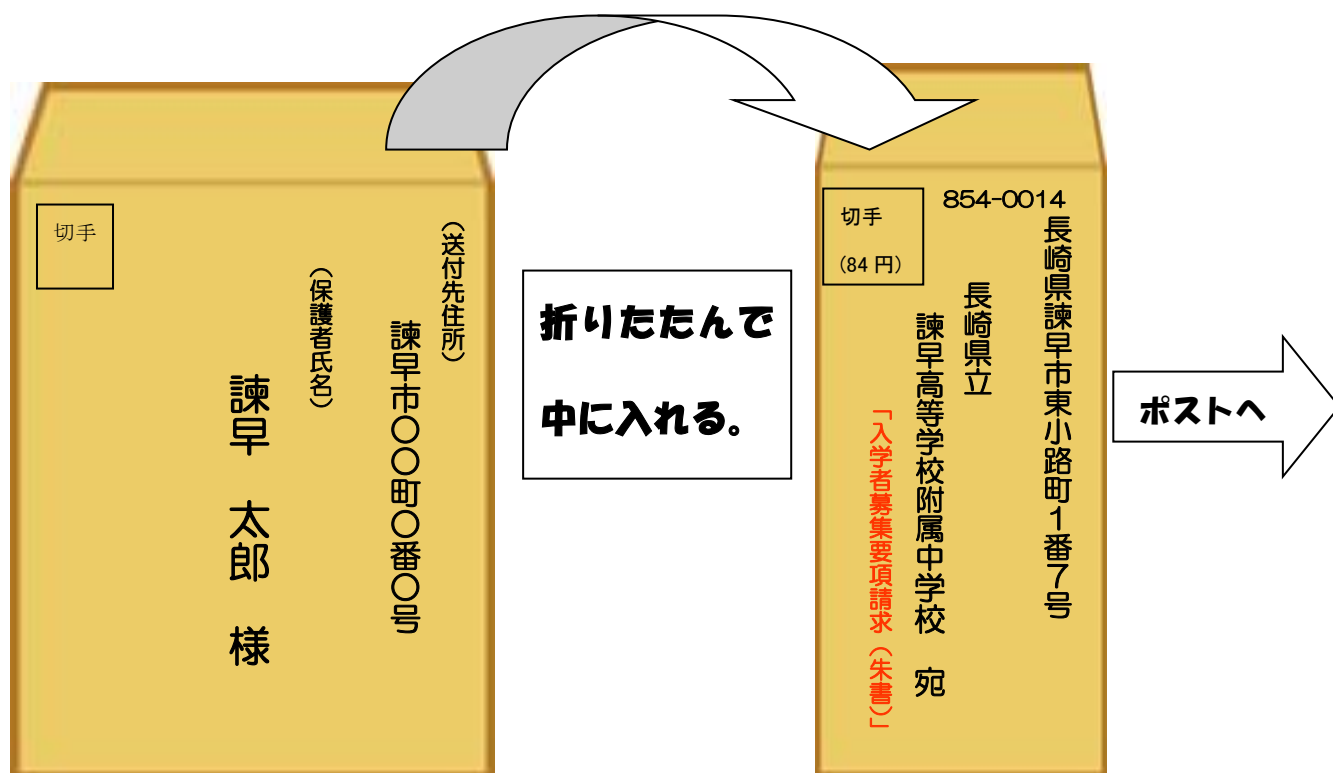 切手
(送付先住所)
諫早市〇〇町〇番〇号
(保護者氏名)
諫早 太郎 様
折りたたんで
中に入れる。
切手
(84円)
854-0014
長崎県諫早市東小路町1番7号
長崎県立
諫早高等学校附属中学校 宛
「入学者募集要項請求(朱書)」
ポストへ